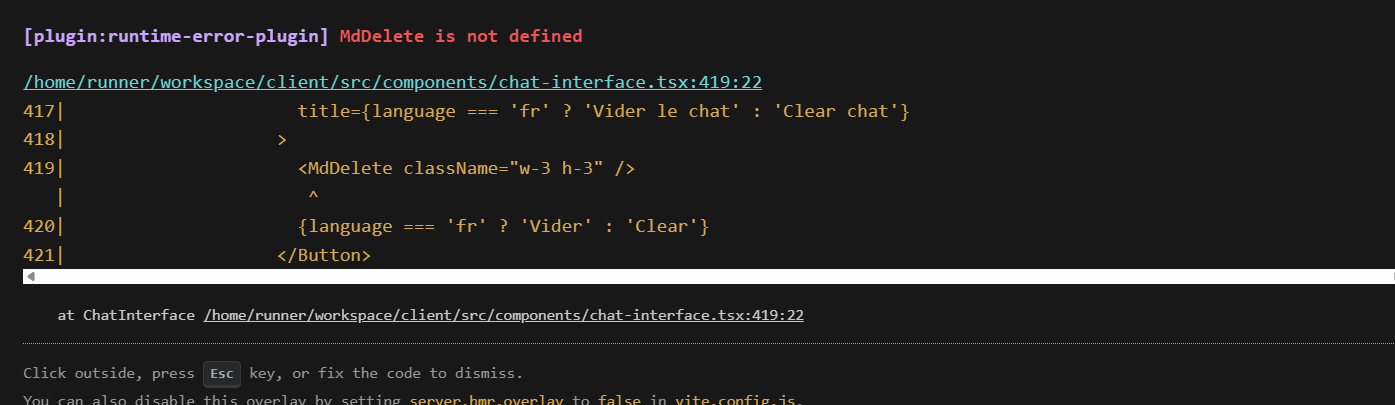 [plugin:runtime-error-plugin] MdDelete is not defined
/home/runner/workspace/client/src/components/chat-interface.tsx:419:22
417|                      title={language === 'fr' ? 'Vider le chat' : 'Clear chat'}
418|                    >
419|                      <MdDelete className="w-3 h-3" />
   |                       ^
420|                      {language === 'fr' ? 'Vider' : 'Clear'}
421|                    </Button>
at ChatInterface /home/runner/workspace/client/src/components/chat-interface.tsx:419:22
Click outside, press Esc key, or fix the code to dismiss.
You can also disable this overlay by setting server.hmr.overlay to false in vite.config.js.